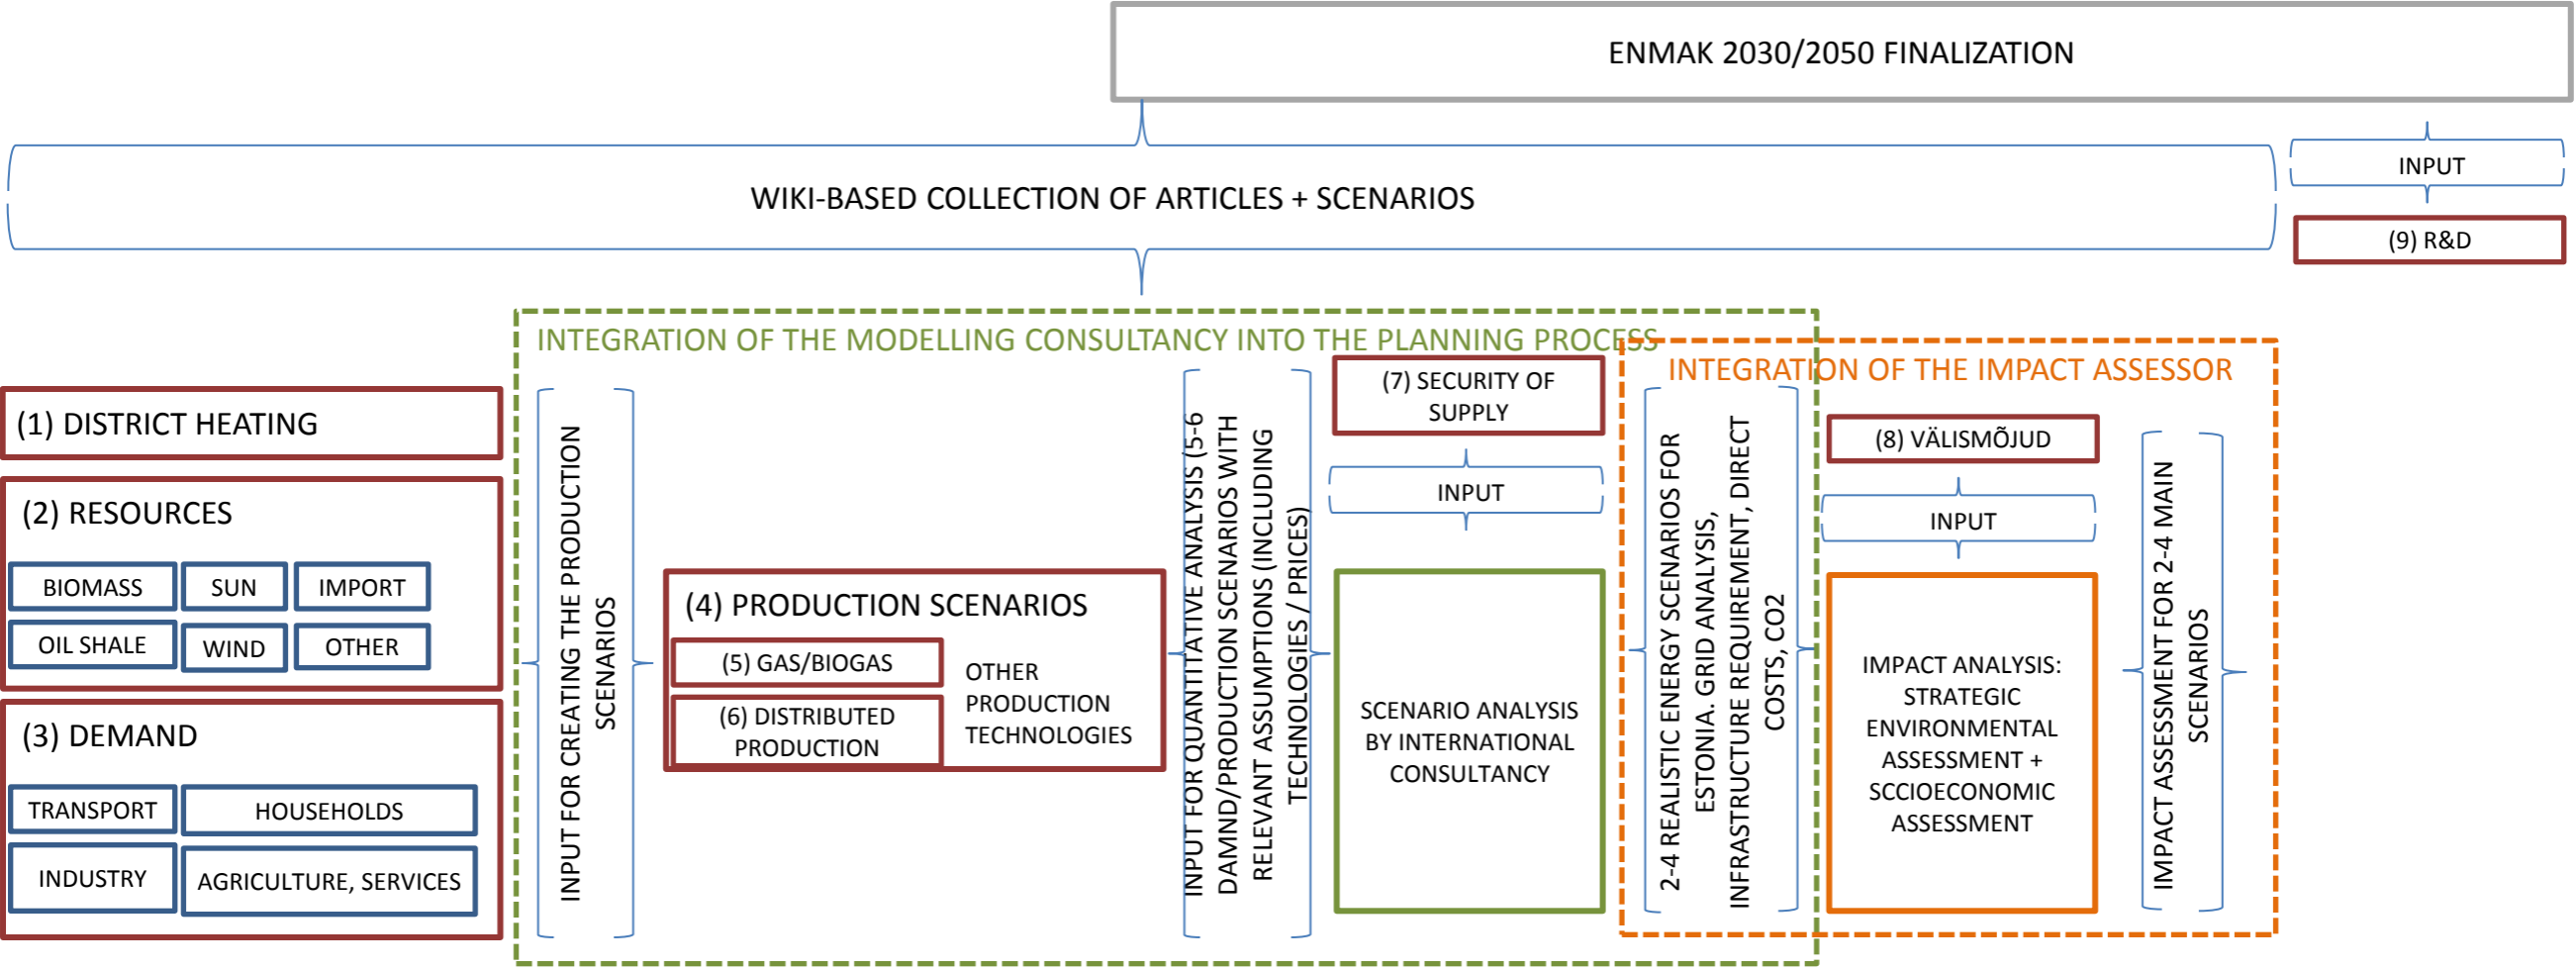 ENMAK 2030/2050 FINALIZATION
WIKI-BASED COLLECTION OF ARTICLES + SCENARIOS
INPUT
(9) R&D
INTEGRATION OF THE MODELLING CONSULTANCY INTO THE PLANNING PROCESS
INTEGRATION OF THE IMPACT ASSESSOR
(1) DISTRICT HEATING
(2) RESOURCES
BIOMASS
SUN
IMPORT
OIL SHALE
WIND
OTHER
(3) DEMAND
TRANSPORT
HOUSEHOLDS
INDUSTRY
AGRICULTURE, SERVICES
INPUT FOR CREATING THE PRODUCTION
SCENARIOS
(4) PRODUCTION SCENARIOS
(5) GAS/BIOGAS
(6) DISTRIBUTED
PRODUCTION
OTHER
PRODUCTION
TECHNOLOGIES
INPUT FOR QUANTITATIVE ANALYSIS (5-6
DAMND/PRODUCTION SCENARIOS WITH
RELEVANT ASSUMPTIONS (INCLUDING
TECHNOLOGIES / PRICES)
(7) SECURITY OF
SUPPLY
INPUT
SCENARIO ANALYSIS
BY INTERNATIONAL
CONSULTANCY
2-4 REALISTIC ENERGY SCENARIOS FOR
ESTONIA. GRID ANALYSIS,
INFRASTRUCTURE REQUIREMENT, DIRECT
COSTS, CO2
(8) VÄLISMÕJUD
INPUT
IMPACT ANALYSIS:
STRATEGIC
ENVIRONMENTAL
ASSESSMENT +
SCCIOECONOMIC
ASSESSMENT
IMPACT ASSESSMENT FOR 2-4 MAIN
SCENARIOS